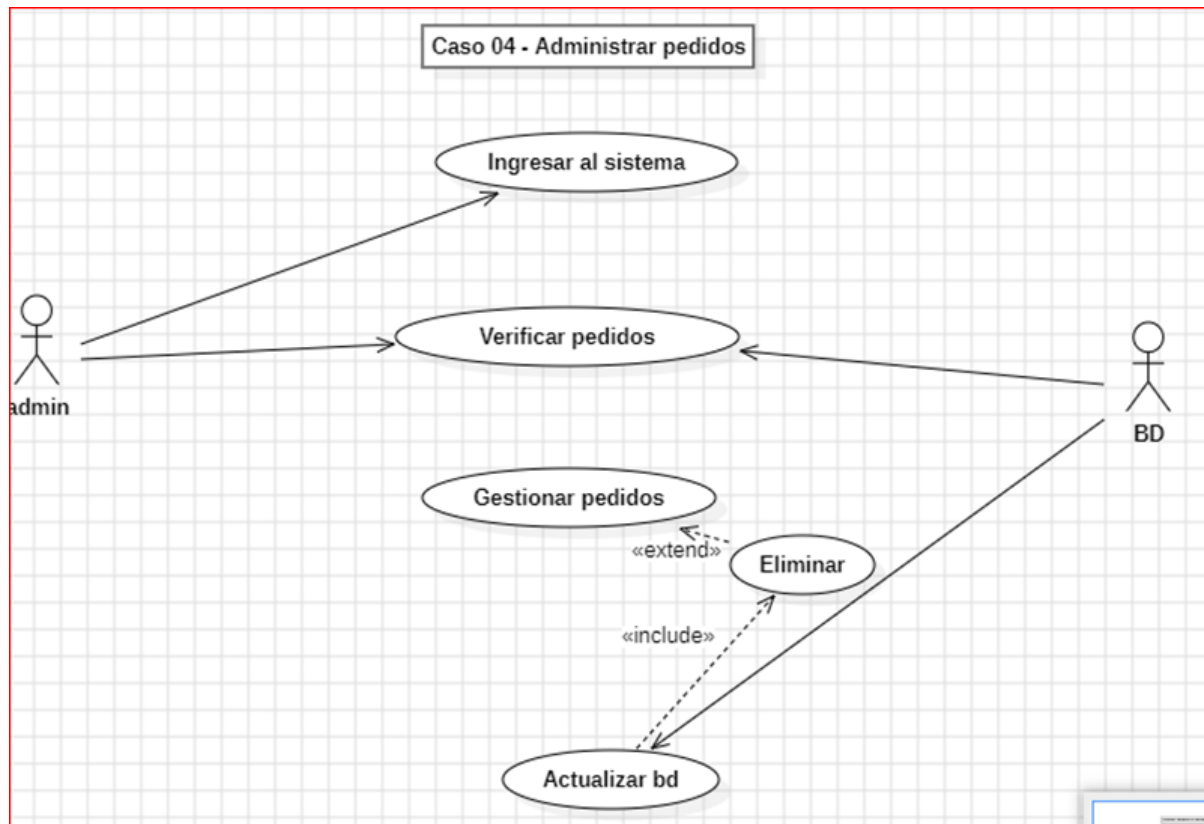 Caso 04 - Administrar pedidos
Ingresar al sistema
Verificar pedidos
admin
BD
Gestionar pedidos
«extend»
Eliminar
«include»
Actualizar bd